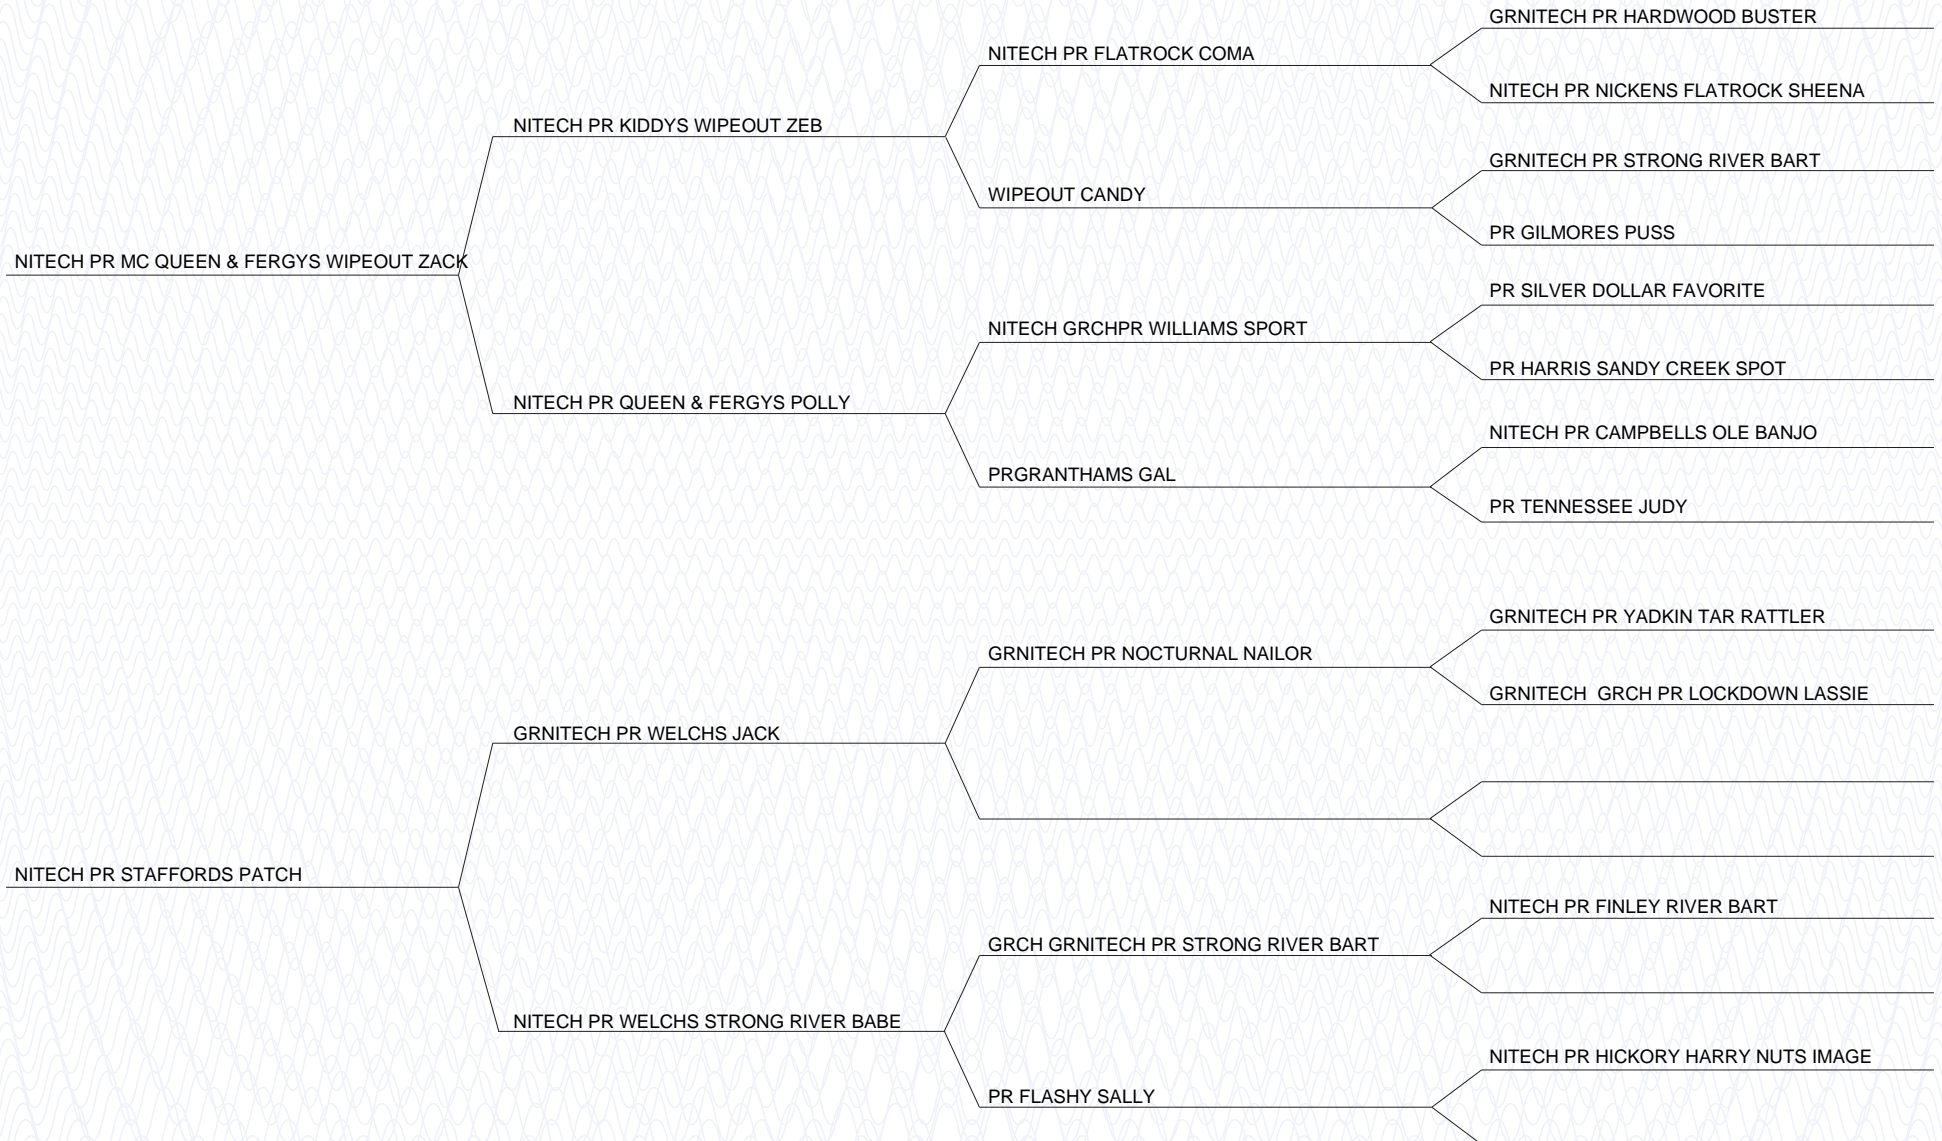 GRNITECH PR HARDWOOD BUSTER
NITECH PR FLATROCK COMA
NITECH PR NICKENS FLATROCK SHEENA
NITECH PR KIDDYS WIPEOUT ZEB
GRNITECH PR STRONG RIVER BART
WIPEOUT CANDY
PR GILMORES PUSS
NITECH PR MC QUEEN & FERGYS WIPEOUT ZACK
PR SILVER DOLLAR FAVORITE
NITECH GRCHPR WILLIAMS SPORT
PR HARRIS SANDY CREEK SPOT
NITECH PR QUEEN & FERGYS POLLY
NITECH PR CAMPBELLS OLE BANJO
PRGRANTHAMS GAL
PR TENNESSEE JUDY
GRNITECH PR YADKIN TAR RATTLER
GRNITECH PR NOCTURNAL NAILOR
GRNITECH  GRCH PR LOCKDOWN LASSIE
GRNITECH PR WELCHS JACK
NITECH PR STAFFORDS PATCH
NITECH PR FINLEY RIVER BART
GRCH GRNITECH PR STRONG RIVER BART
NITECH PR WELCHS STRONG RIVER BABE
NITECH PR HICKORY HARRY NUTS IMAGE
PR FLASHY SALLY